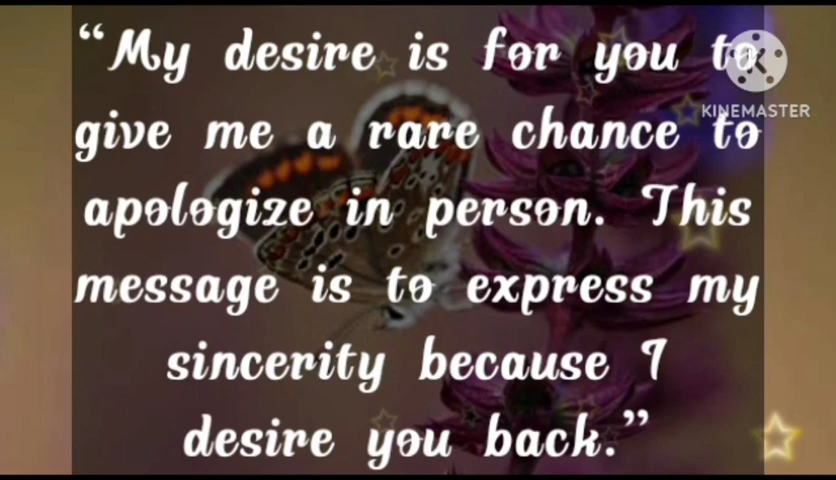 “My desire is for you to
KINEMASTER
give me a rare chance to
apologize in person. This
message is to express my
sincerity because I
desire you back.”